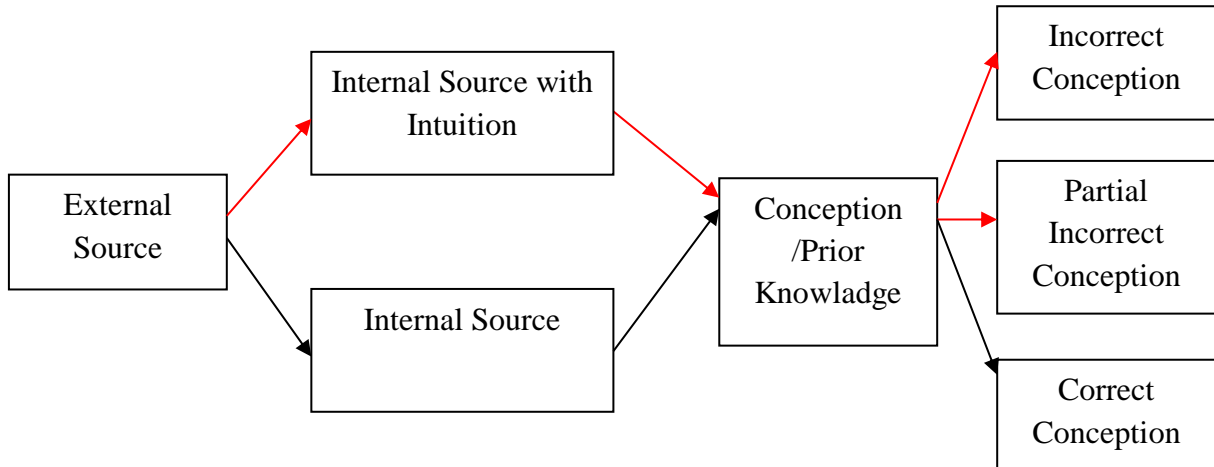 External
Source
Internal Source with
Intuition
Internal Source
Conception
/Prior
Knowladge
Incorrect
Conception
Partial
Incorrect
Conception
Correct
Conception